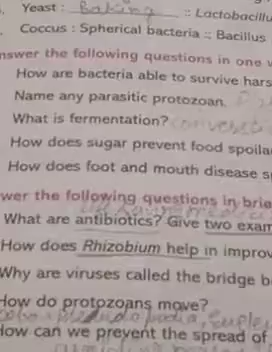 Yeast : Baking :: Lactobacillu
Coccus : Spherical bacteria :: Bacillus
nswer the following questions in one w
How are bacteria able to survive hars
Name any parasitic protozoan.
What is fermentation?
How does sugar prevent food spoila
How does foot and mouth disease s
wer the following questions in brie
What are antibiotics? Give two exam
How does Rhizobium help in improv
Why are viruses called the bridge b
How do protozoans move?
How can we prevent the spread of